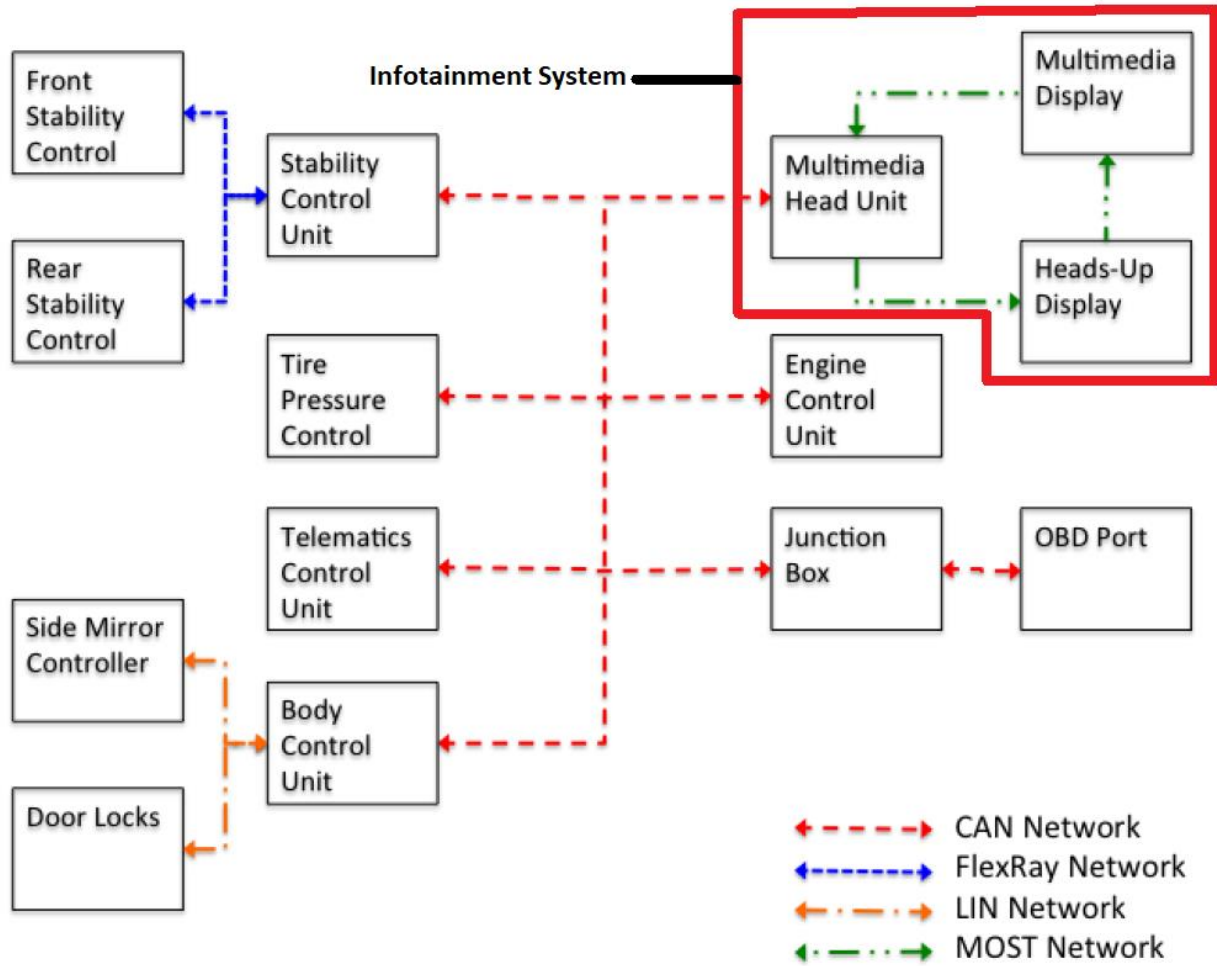 Front
Stability
Control
Rear
Stability
Control
Stability
Control
Unit
Infotainment System
Multimedia
Display
Multimedia
Head Unit
Heads-Up
Display
Tire
Pressure
Control
Engine
Control
Unit
Telematics
Control
Unit
Junction
Box
OBD Port
Side Mirror
Controller
Body
Control
Unit
Door Locks
CAN Network
FlexRay Network
LIN Network
MOST Network